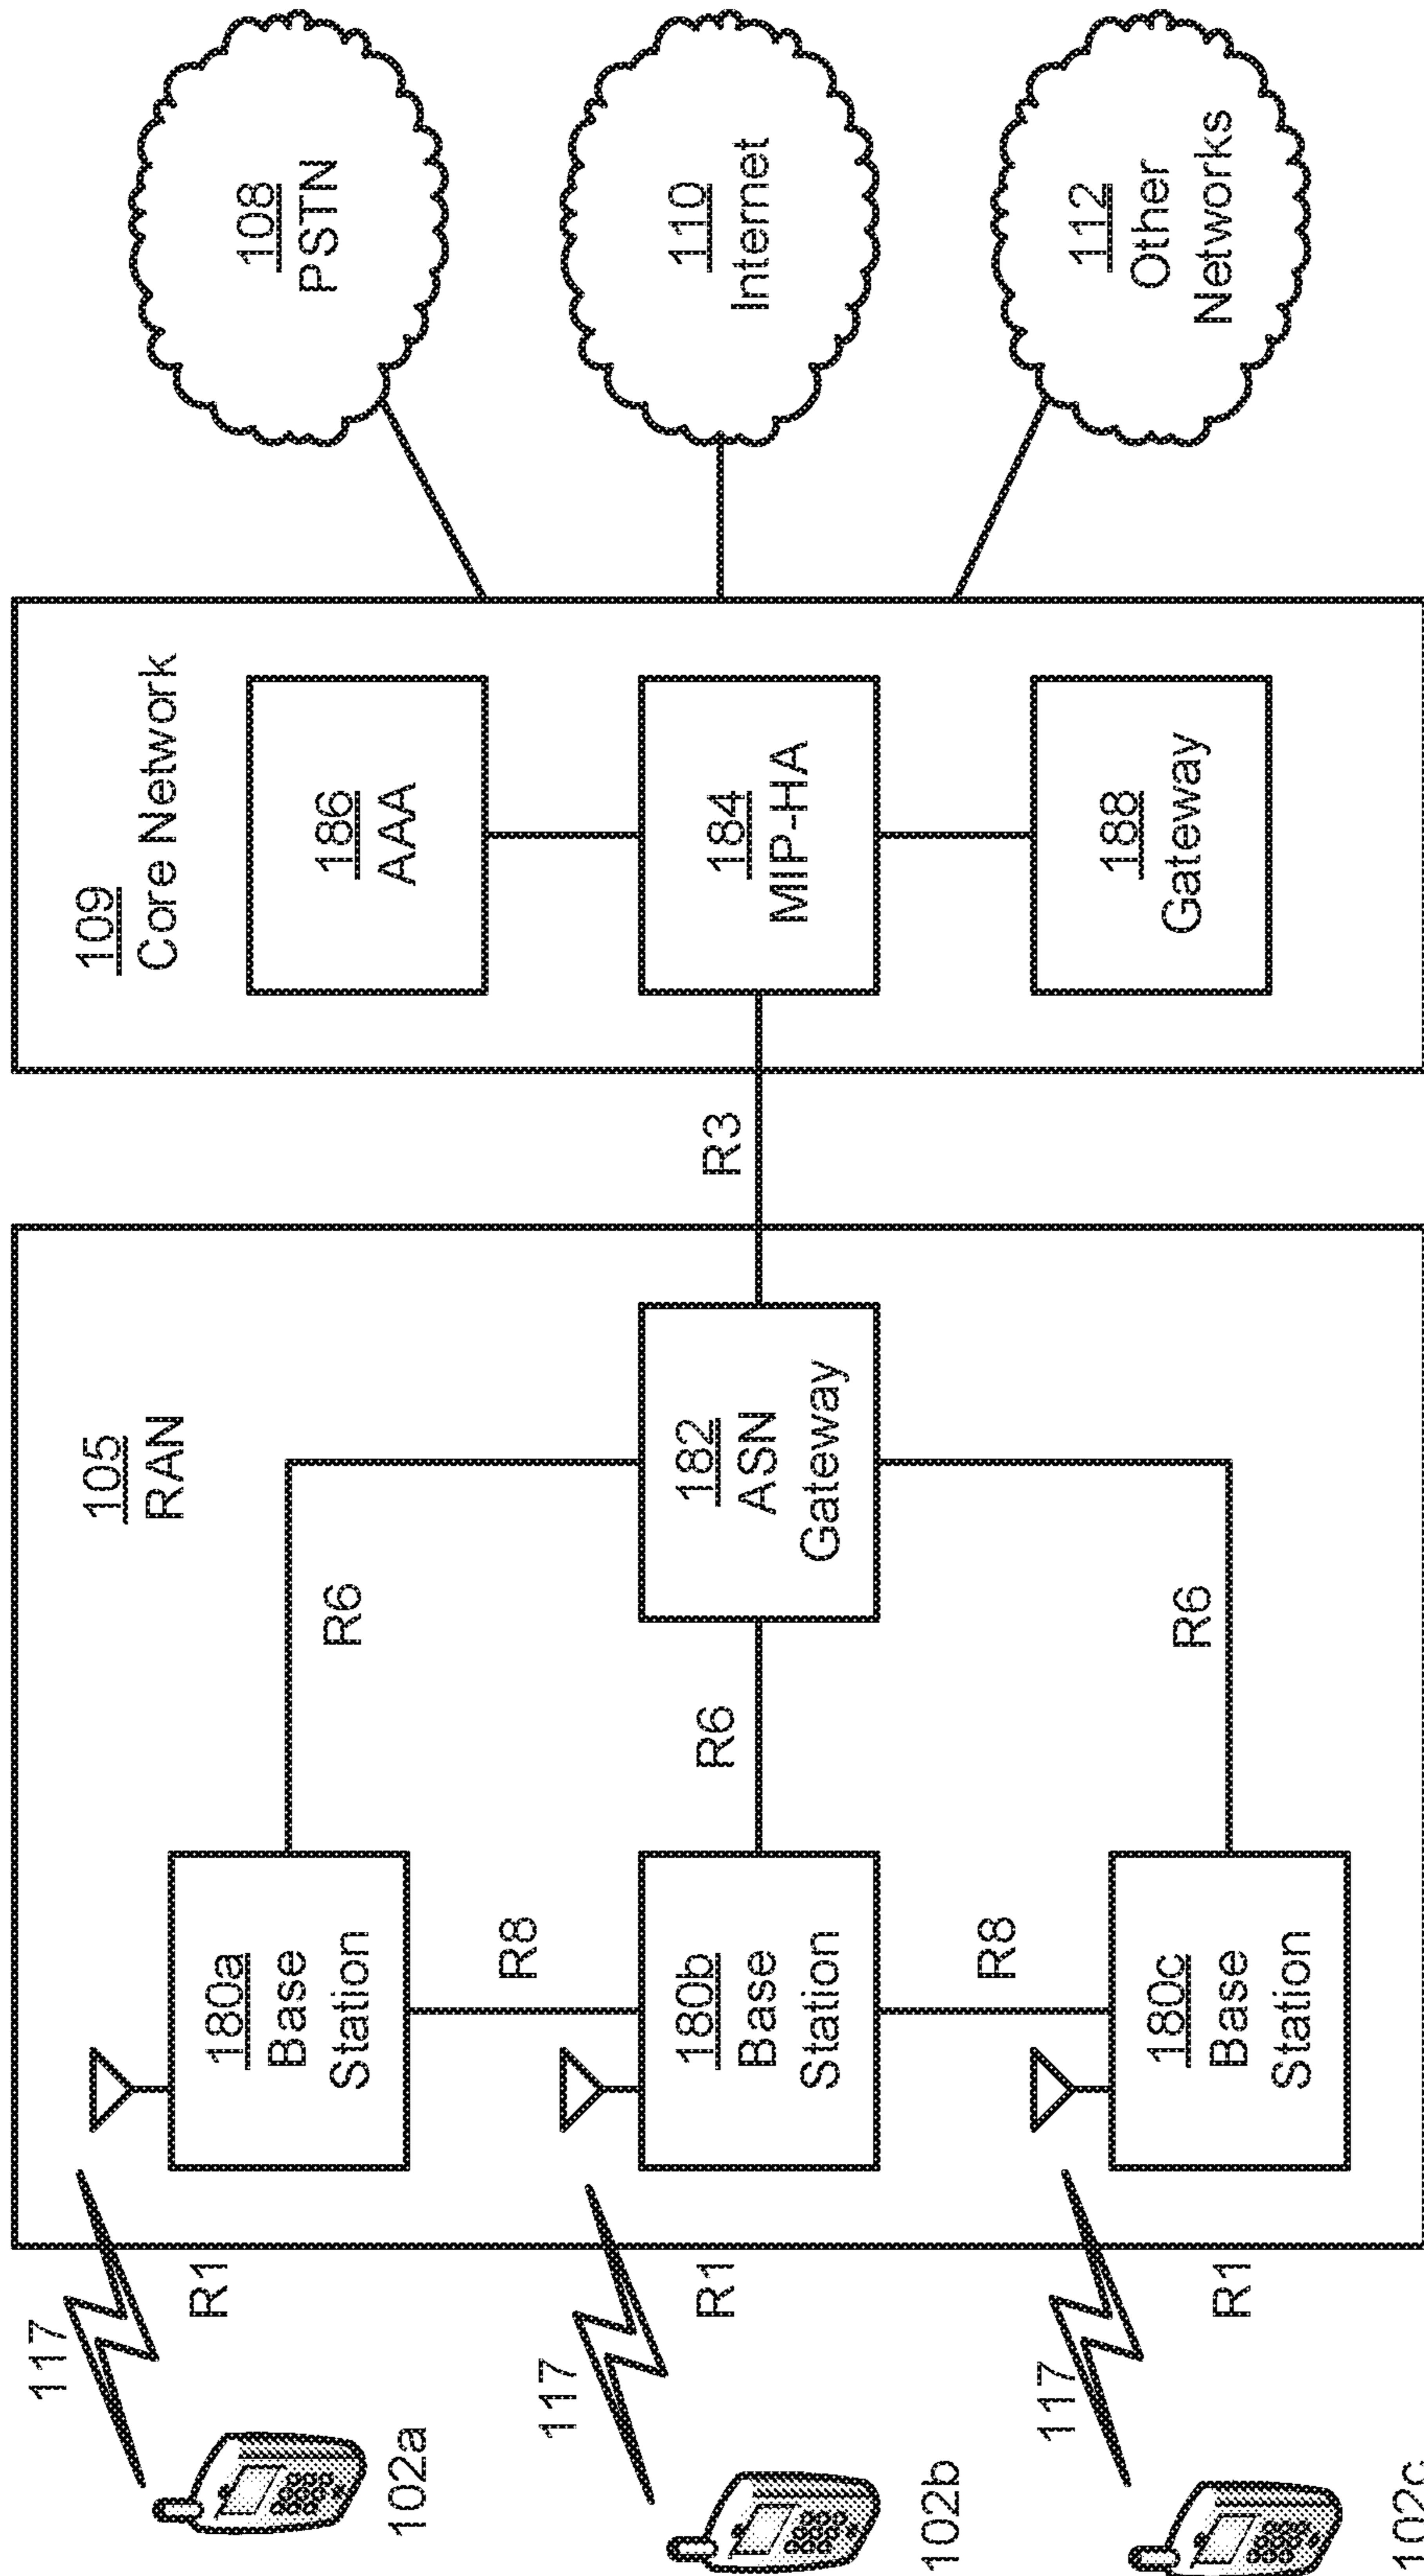 117
R1
102a
117
R1
102b
117
R1
102c
105
RAN
180a
Base
Station
R8
180b
Base
Station
R8
180c
Base
Station
R6
R6
R6
182
ASN
Gateway
R3
109
Core Network
186
AAA
184
MIP-HA
188
Gateway
108
PSTN
110
Internet
112
Other
Networks